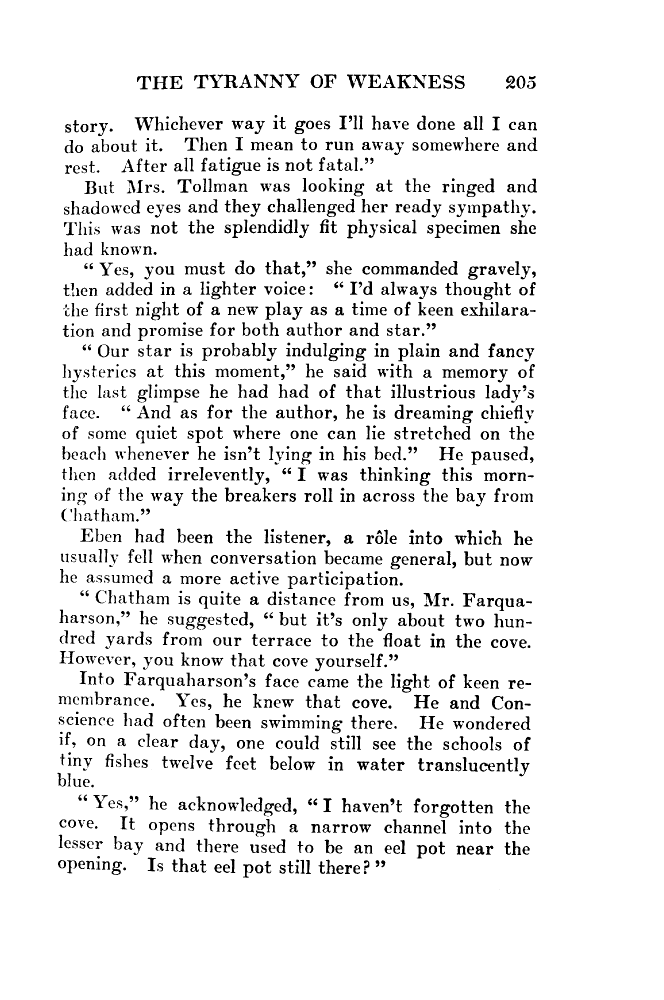 THE TYRANNY OF WEAKNESS 205
story. Whichever way it goes I'll have done all I can
do about it. Then I mean to run away somewhere and
rest. After all fatigue is not fatal."
But Mrs. Tollman was looking at the ringed and
shadowed eyes and they challenged her ready sympathy.
This was not the splendidly fit physical specimen she
had known.
"Yes, you must do that," she commanded gravely,
then added in a lighter voice: "I'd always thought of
the first night of a new play as a time of keen exhilara-
tion and promise for both author and star."
"Our star is probably indulging in plain and fancy
hysterics at this moment," he said with a memory of
the last glimpse he had had of that illustrious lady's
face. "And as for the author, he is dreaming chiefly
of some quiet spot where one can lie stretched on the
beach whenever he isn't lying in his bed." He paused,
then added irrelevently, "I was thinking this morn-
ing of the way the breakers roll in across the bay from
Chatham."
Eben had been the listener, a rôle into which he
usually fell when conversation became general, but now
he assumed a more active participation.
"Chatham is quite a distance from us, Mr. Farqua-
harson," he suggested, "but it's only about two hun-
dred yards from our terrace to the float in the cove.
However, you know that cove yourself."
Into Farquaharson's face came the light of keen re-
membrance. Yes, he knew that cove. He and Con-
science had often been swimming there. He wondered
if, on a clear day, one could still see the schools of
tiny fishes twelve feet below in water translucently
blue.
"Yes," he acknowledged, "I haven't forgotten the
cove. It opens through a narrow channel into the
lesser bay and there used to be an eel pot near the
opening. Is that eel pot still there?"